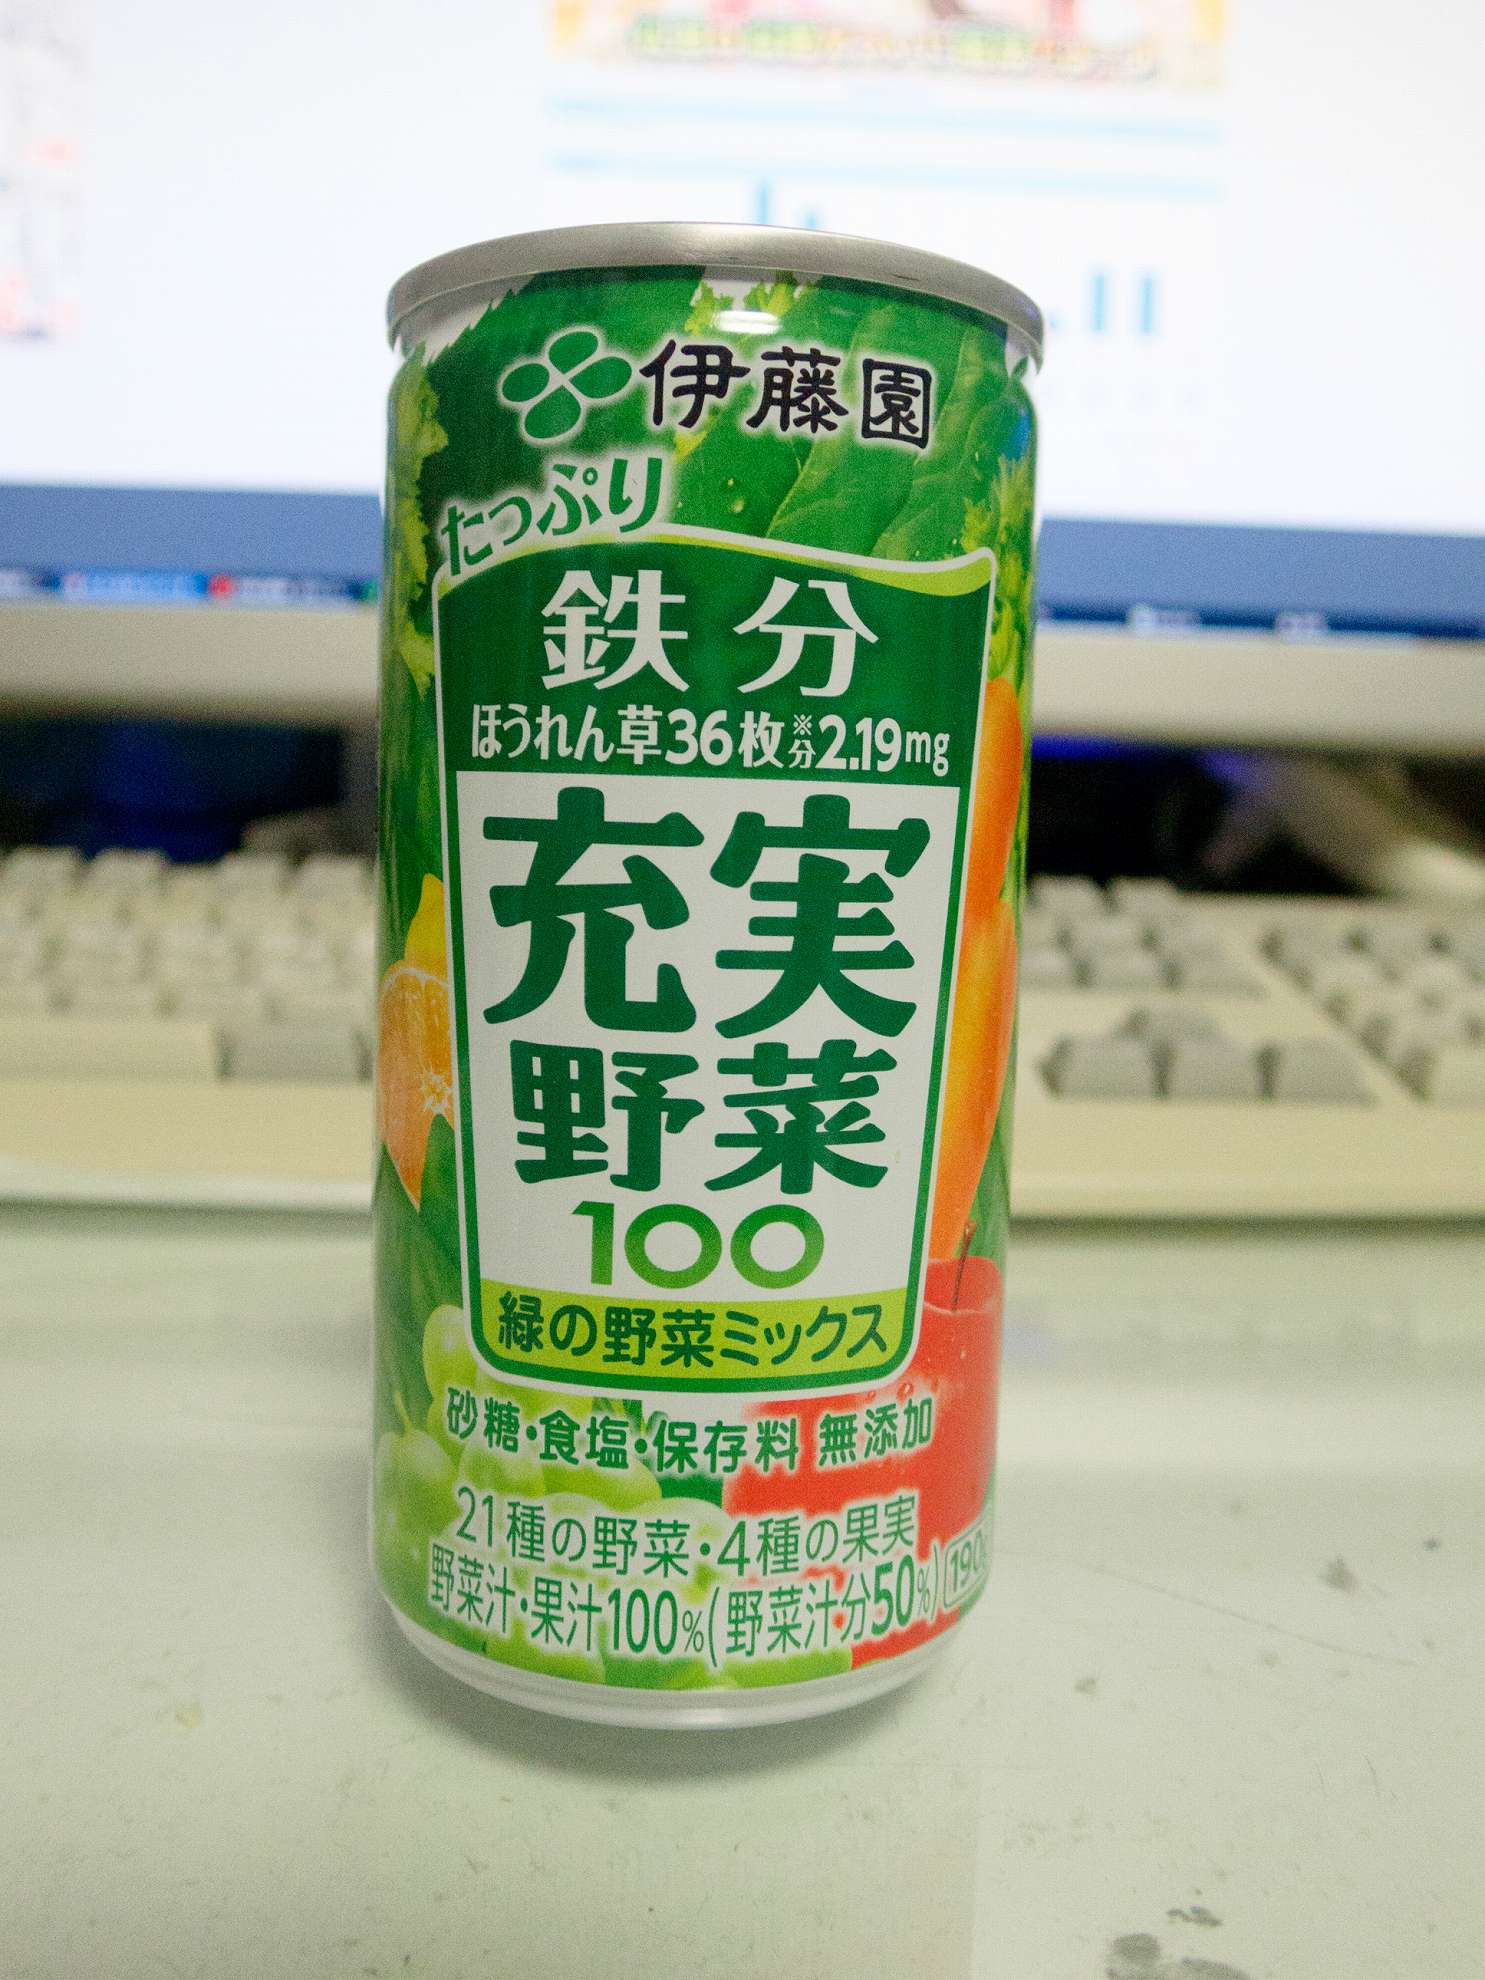 伊藤園
たっぷり
鉄分
ほうれん草36枚※分2.19mg
充実
野菜
100
緑の野菜ミックス
砂糖・食塩・保存料 無添加
21種の野菜・4種の果実
野菜汁・果汁100%(野菜汁分50%)
190g